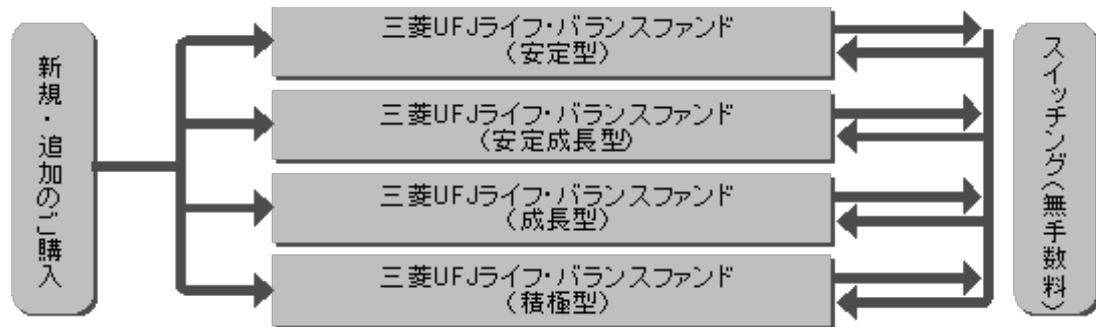 新規・追加のご購入
三菱UFJライフ・バランスファンド
（安定型）
三菱UFJライフ・バランスファンド
（安定成長型）
三菱UFJライフ・バランスファンド
（成長型）
三菱UFJライフ・バランスファンド
（積極型）
スイッチング（無手数料）